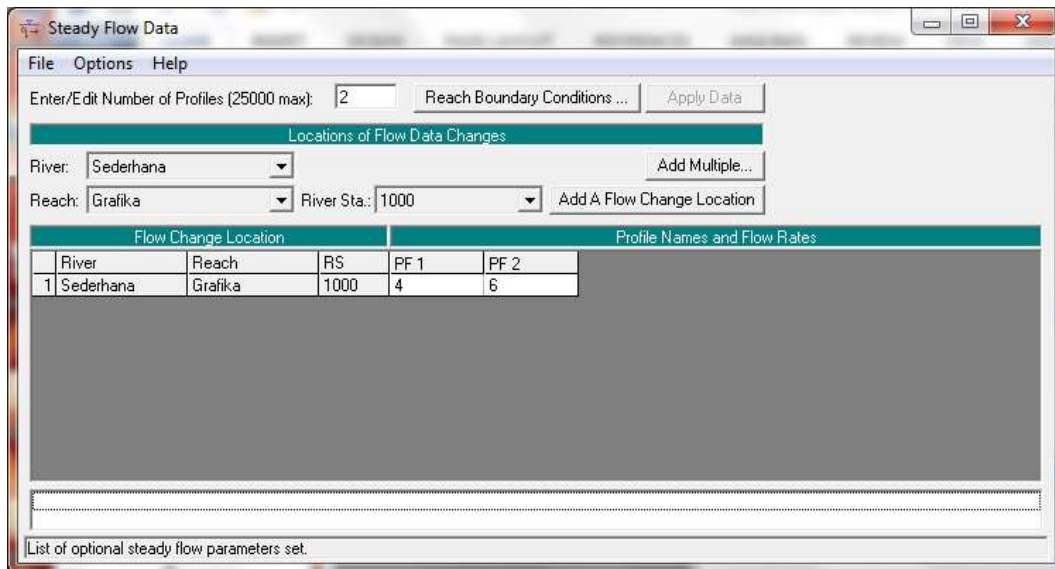 Steady Flow Data
File Options Help
Enter/Edit Number of Profiles (25000 max): 2 Reach Boundary Conditions ... Apply Data
Locations of Flow Data Changes
River: Sederhana Add Multiple...
Reach: Grafika River Sta.: 1000 Add A Flow Change Location
Flow Change Location Profile Names and Flow Rates
River Reach RS PF 1 PF 2
1 Sederhana Grafika 1000 4 6
List of optional steady flow parameters set.